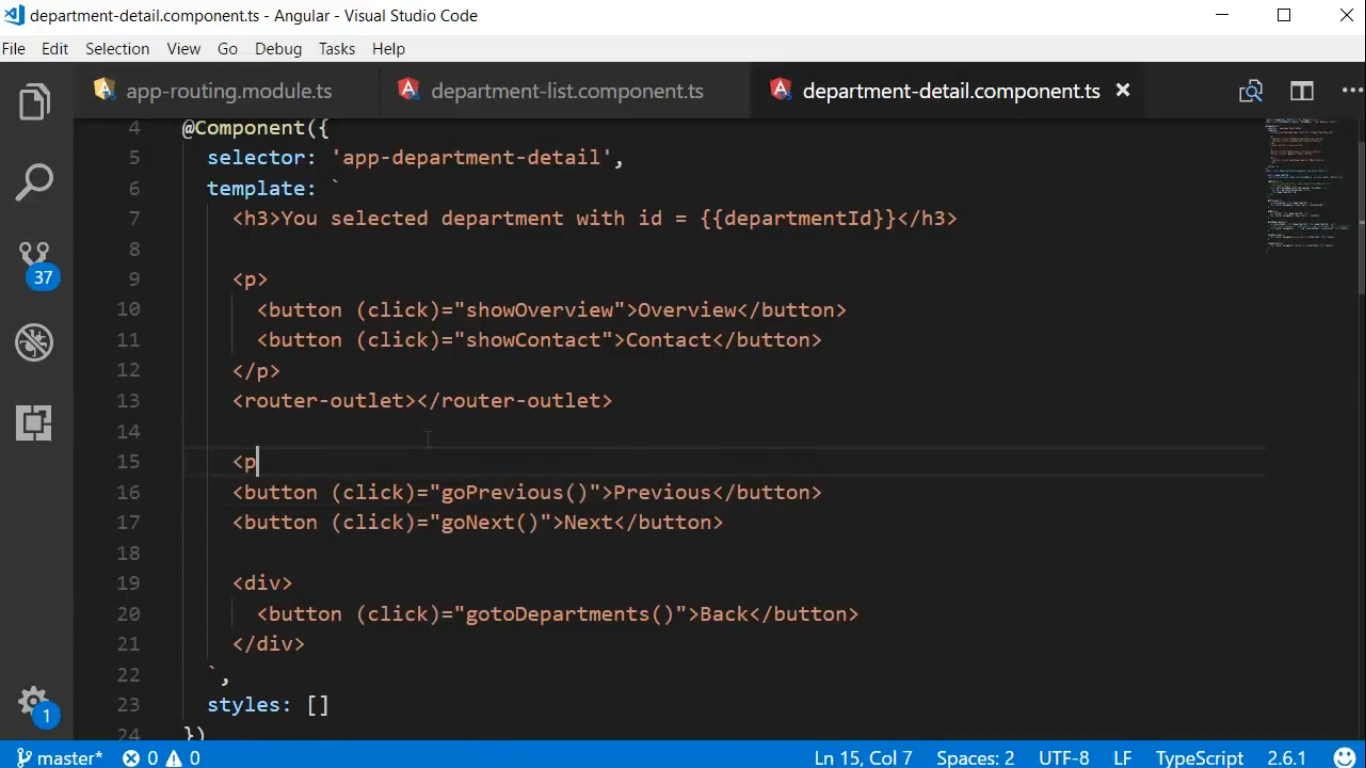 department-detail.component.ts - Angular - Visual Studio Code
File Edit Selection View Go Debug Tasks Help
app-routing.module.ts department-list.component.ts department-detail.component.ts
4 @Component({
5 selector: 'app-department-detail',
6 template: `
7 <h3>You selected department with id = {{departmentId}}</h3>
8
9 <p>
10 <button (click)="showOverview">Overview</button>
11 <button (click)="showContact">Contact</button>
12 </p>
13 <router-outlet></router-outlet>
14
15 <p
16 <button (click)="goPrevious()">Previous</button>
17 <button (click)="goNext()">Next</button>
18
19 <div>
20 <button (click)="gotoDepartments()">Back</button>
21 </div>
22 `,
23 styles: []
24 })
37
1
master* 0 0 Ln 15, Col 7 Spaces: 2 UTF-8 LF TypeScript 2.6.1